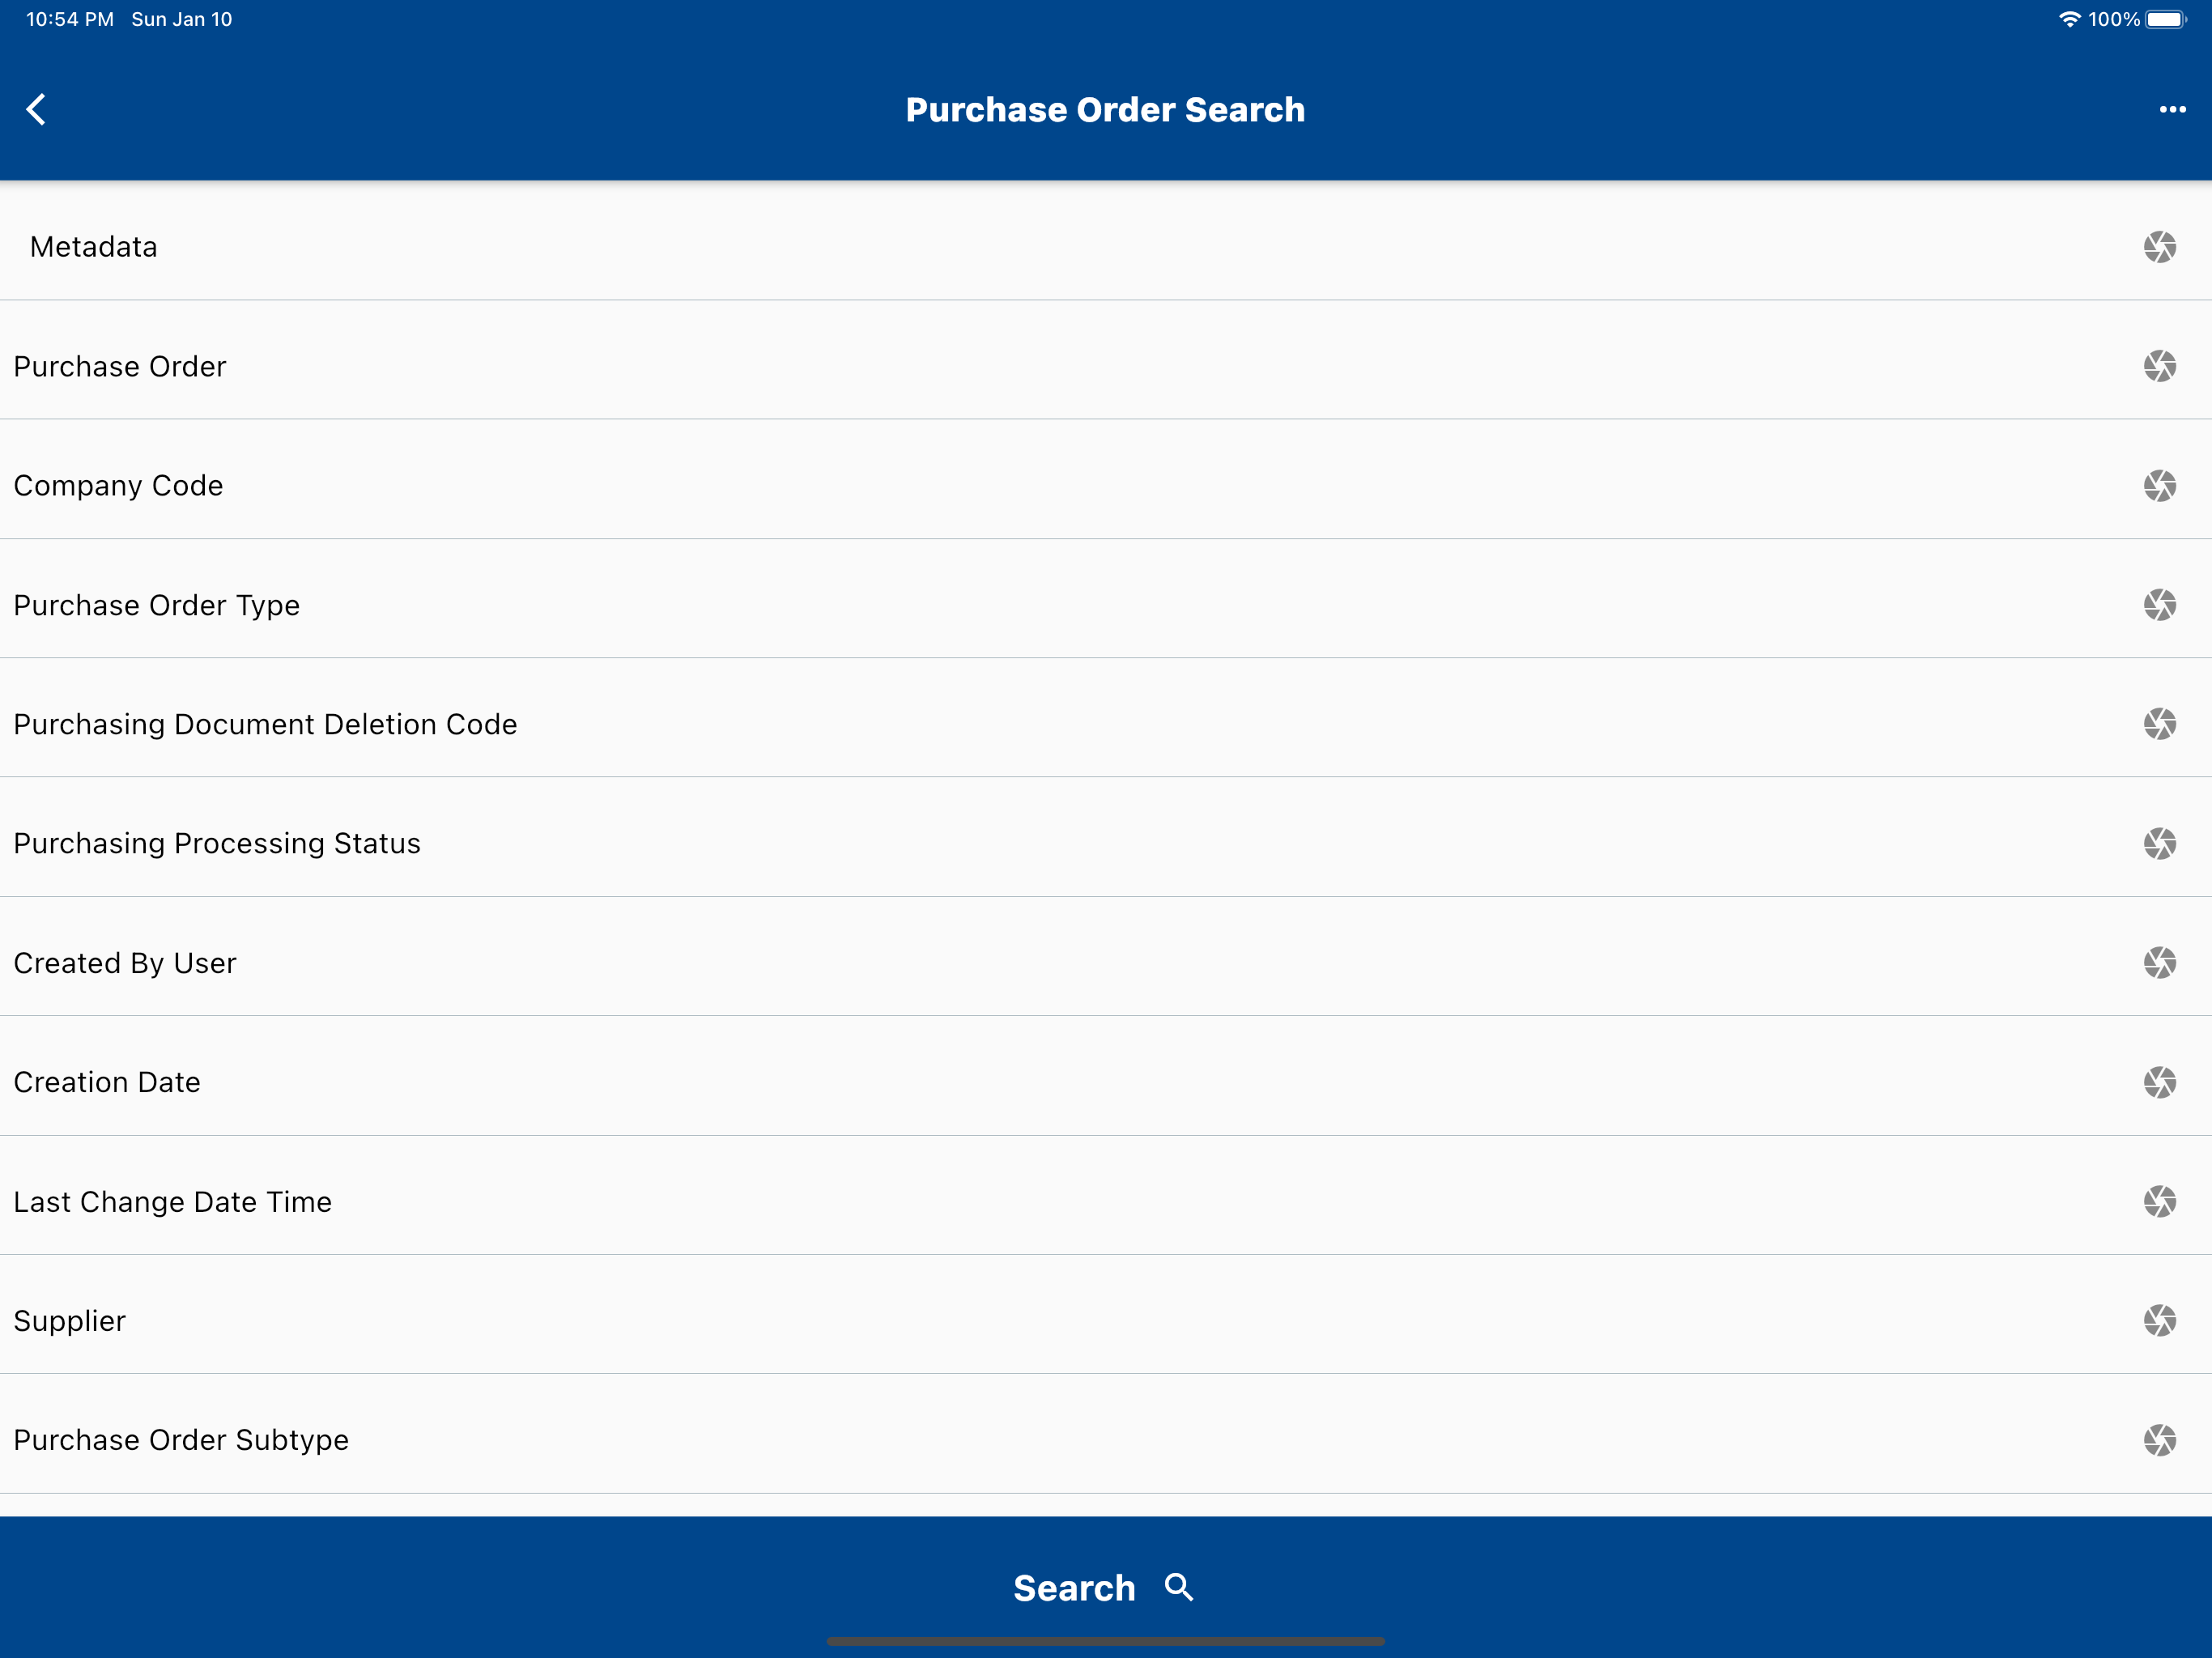 10:54 PM Sun Jan 10 100%
Purchase Order Search
Metadata
Purchase Order
Company Code
Purchase Order Type
Purchasing Document Deletion Code
Purchasing Processing Status
Created By User
Creation Date
Last Change Date Time
Supplier
Purchase Order Subtype
Search